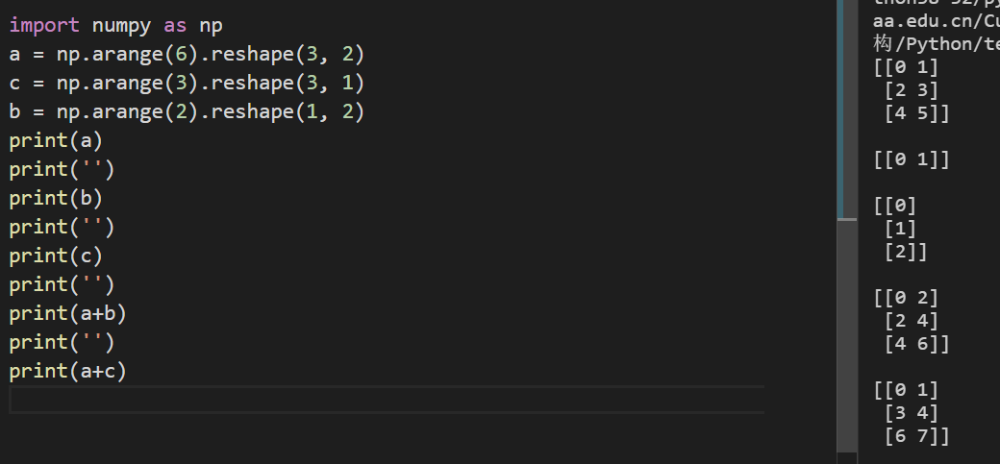 import numpy as np
a = np.arange(6).reshape(3, 2)
c = np.arange(3).reshape(3, 1)
b = np.arange(2).reshape(1, 2)
print(a)
print('')
print(b)
print('')
print(c)
print('')
print(a+b)
print('')
print(a+c)
aa.edu.cn/Cu
构/Python/te
[[0 1]
 [2 3]
 [4 5]]
[[0 1]]
[[0]
 [1]
 [2]]
[[0 2]
 [2 4]
 [4 6]]
[[0 1]
 [3 4]
 [6 7]]